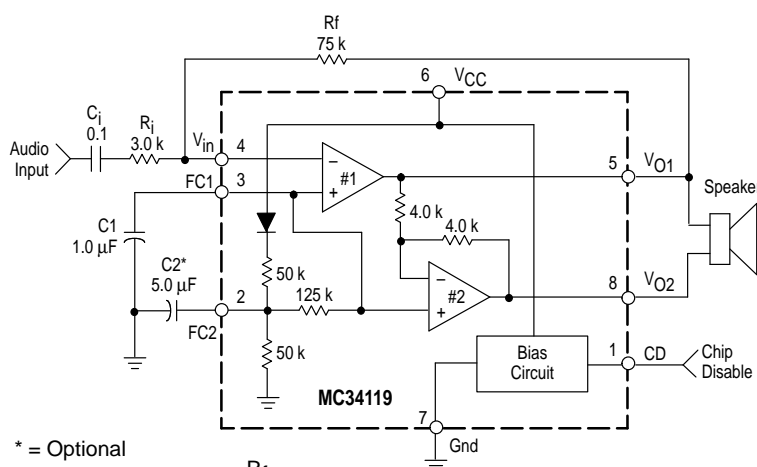 Rf
75 k
6
VCC
Ci
0.1
Ri
3.0 k
Vin
4
Audio
Input
#1
−
+
5
VO1
Speaker
FC1
3
4.0 k
4.0 k
C1
1.0 µF
C2*
5.0 µF
50 k
125 k
2
FC2
−
+
#2
8
VO2
50 k
Bias
Circuit
1
CD
Chip
Disable
MC34119
7
Gnd
* = Optional